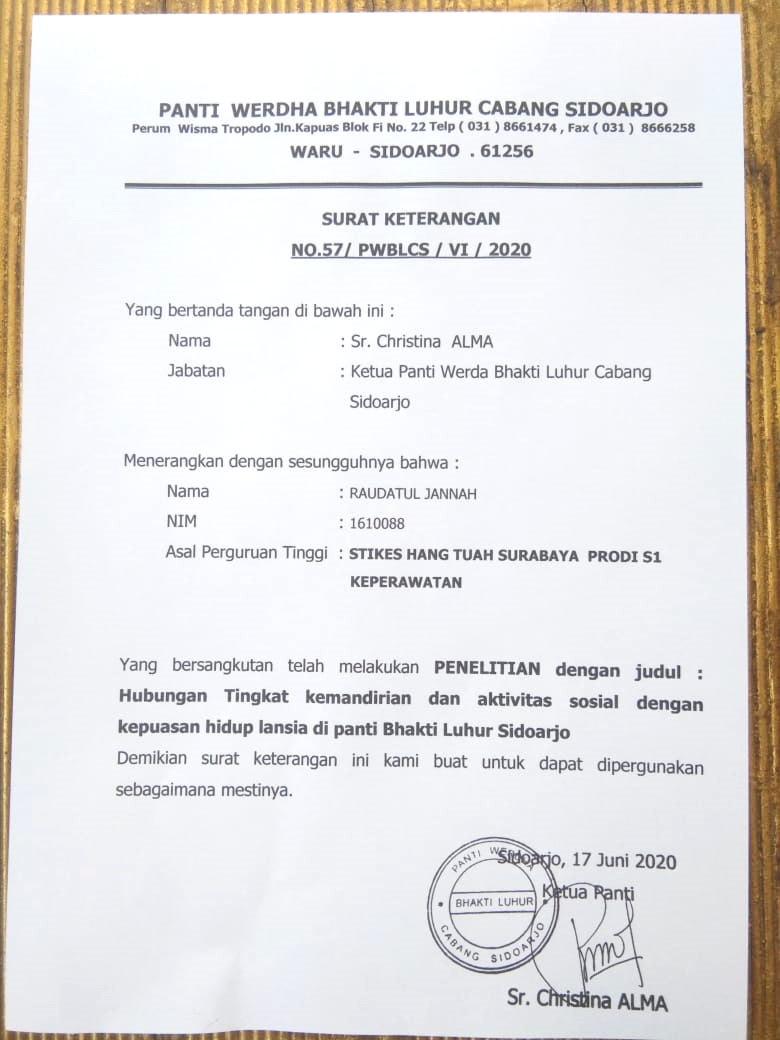 PANTI WERDHA BHAKTI LUHUR CABANG SIDOARJO
Perum Wisma Tropodo Jln.Kapuas Blok Fi No. 22 Telp ( 031 ) 8661474 , Fax ( 031 ) 8666258
WARU - SIDOARJO . 61256
SURAT KETERANGAN
NO.57/ PWBLCS / VI / 2020
Yang bertanda tangan di bawah ini :
Nama : Sr. Christina ALMA
Jabatan : Ketua Panti Werda Bhakti Luhur Cabang
Sidoarjo
Menerangkan dengan sesungguhnya bahwa :
Nama : RAUDATUL JANNAH
NIM : 1610088
Asal Perguruan Tinggi : STIKES HANG TUAH SURABAYA PRODI S1
KEPERAWATAN
Yang bersangkutan telah melakukan PENELITIAN dengan judul :
Hubungan Tingkat kemandirian dan aktivitas sosial dengan
kepuasan hidup lansia di panti Bhakti Luhur Sidoarjo
Demikian surat keterangan ini kami buat untuk dapat dipergunakan
sebagaimana mestinya.
Sidoarjo, 17 Juni 2020
Ketua Panti
PANTI WERDHA
BHAKTI LUHUR
CABANG SIDOARJO
Sr. Christina ALMA